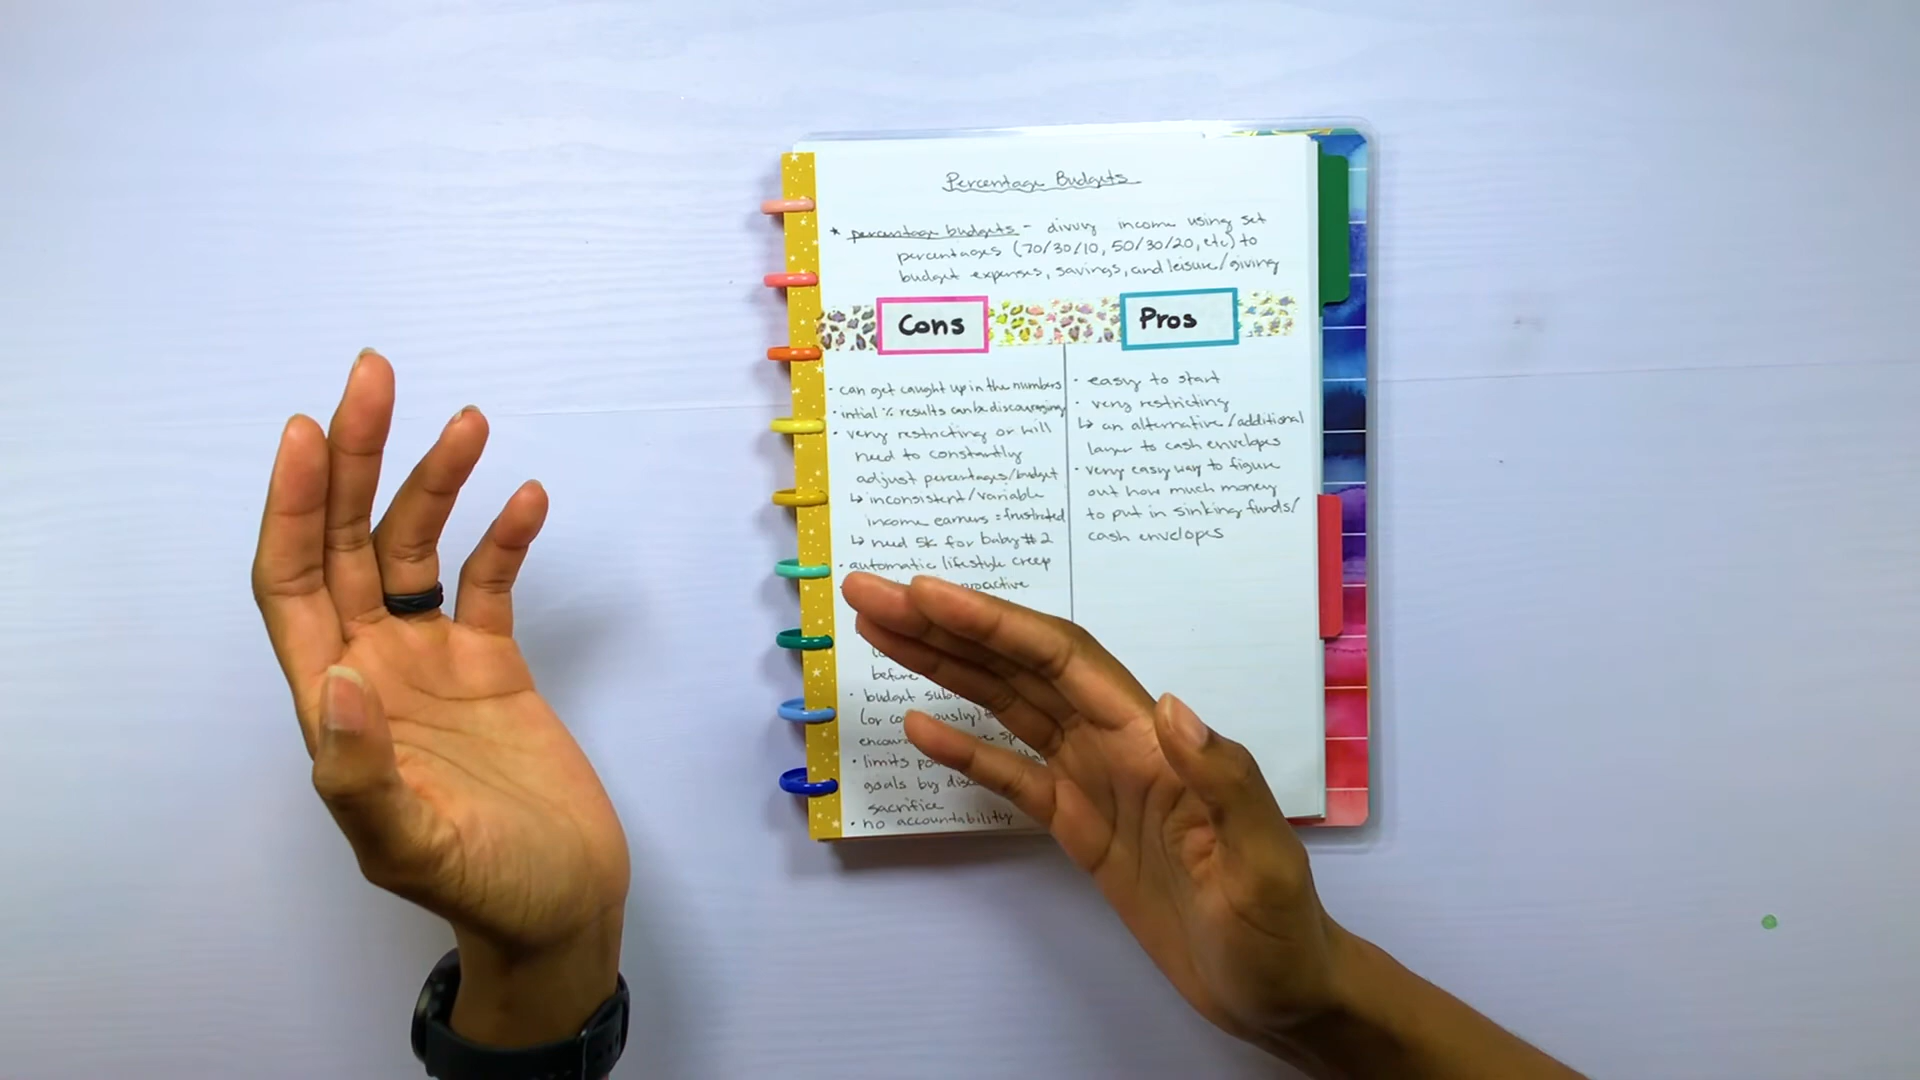 Percentage Budgets
* percentage budgets - divvy income using set
percentages (70/30/10, 50/30/20, etc) to
budget expenses, savings, and leisure/giving
Cons
· can get caught up in the numbers
· intial % results can be discouraging
· very restricting or will
need to constantly
adjust percentages/budget
↳ inconsistent/variable
income earners = frustrated
↳ need 5k for baby #2
· automatic lifestyle creep
before
· budget
(or
· limits
goals by
sacrifice
· no accountability
Pros
· easy to start
· very restricting
↳ an alternative/additional
layer to cash envelopes
· very easy way to figure
out how much money
to put in sinking funds/
cash envelopes